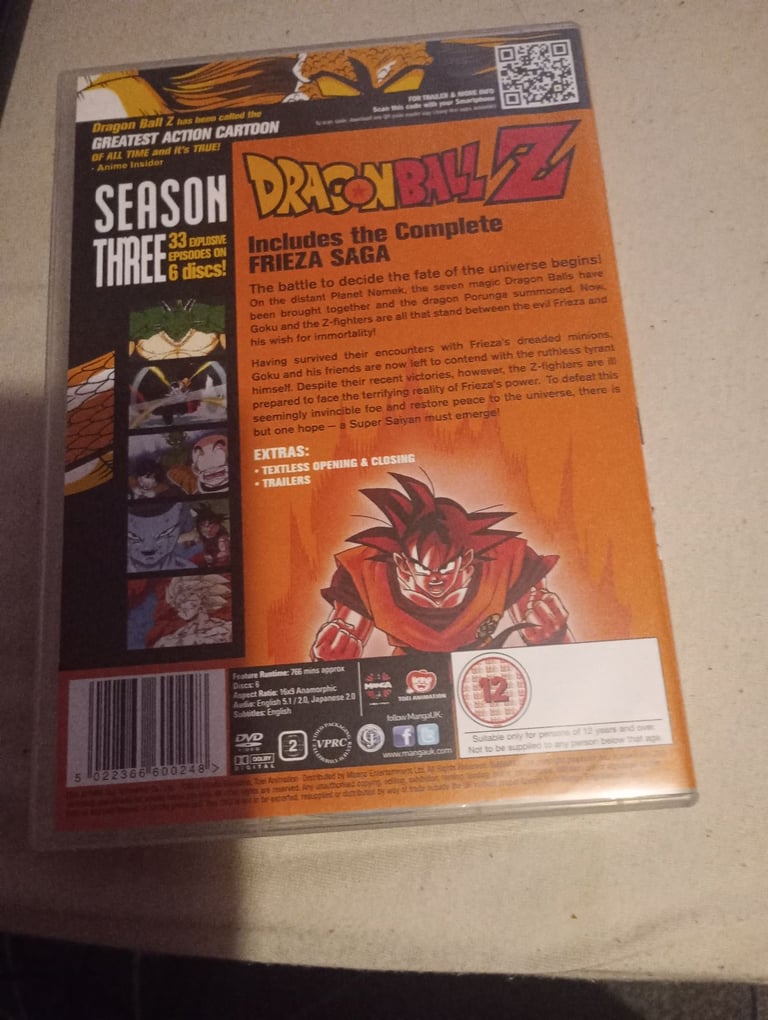 FOR TRAILER & MORE INFO
Scan this code with your Smartphone
Dragon Ball Z has been called the
GREATEST ACTION CARTOON
OF ALL TIME and it's TRUE!
- Anime Insider
SEASON
THREE
33 EXPLOSIVE
EPISODES ON
6 discs!
DRAGON BALL Z
Includes the Complete
FRIEZA SAGA
The battle to decide the fate of the universe begins!
On the distant Planet Namek, the seven magic Dragon Balls have
been brought together and the dragon Porunga summoned. Now,
Goku and the Z-fighters are all that stand between the evil Frieza and
his wish for immortality!
Having survived their encounters with Frieza's dreaded minions,
Goku and his friends are now left to contend with the ruthless tyrant
himself. Despite their recent victories, however, the Z-fighters are ill
prepared to face the terrifying reality of Frieza's power. To defeat this
seemingly invincible foe and restore peace to the universe, there is
but one hope – a Super Saiyan must emerge!
EXTRAS:
• TEXTLESS OPENING & CLOSING
• TRAILERS
Feature Runtime: 766 mins approx
Discs: 6
Aspect Ratio: 16x9 Anamorphic
Audio: English 5.1 / 2.0, Japanese 2.0
Subtitles: English
MANGA
TOEI ANIMATION
followMangaUK:
www.mangauk.com
DVD
VIDEO
DOLBY
DIGITAL
2
VPRC
12
Suitable only for persons of 12 years and over.
Not to be supplied to any person below that age.
5 022366 600248 >